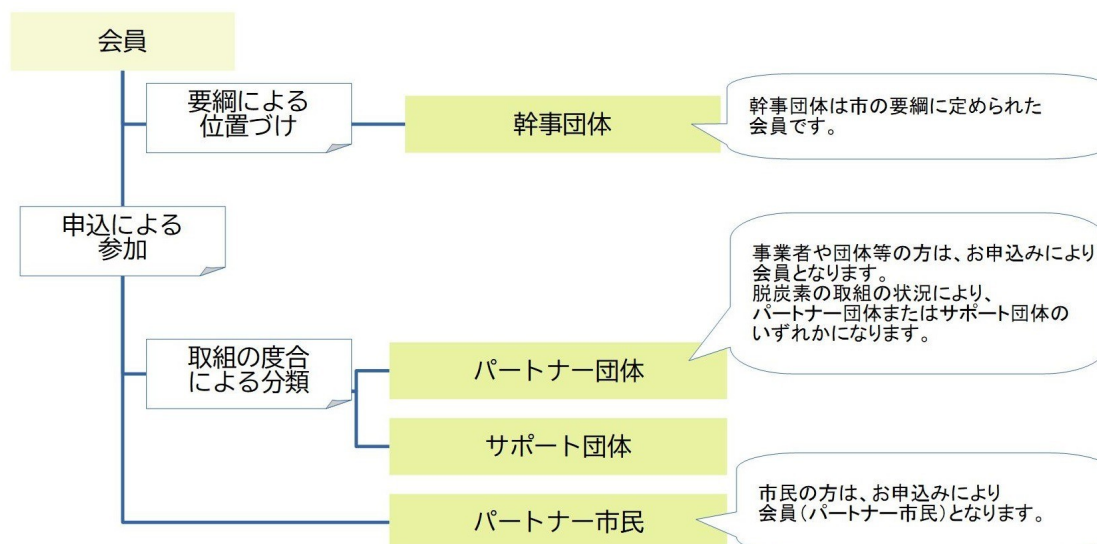 会員
要綱による
位置づけ
幹事団体
幹事団体は市の要綱に定められた
会員です。
申込による
参加
事業者や団体等の方は、お申込みにより
会員となります。
脱炭素の取組の状況により、
パートナー団体またはサポート団体の
いずれかになります。
取組の度合
による分類
パートナー団体
サポート団体
パートナー市民
市民の方は、お申込みにより
会員（パートナー市民）となります。